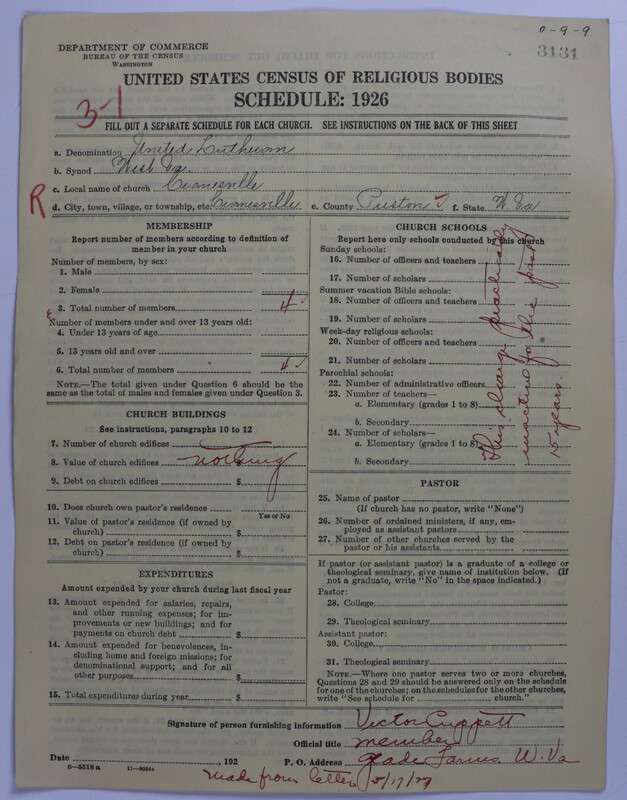 0-9-9
3131
DEPARTMENT OF COMMERCE
BUREAU OF THE CENSUS
WASHINGTON
UNITED STATES CENSUS OF RELIGIOUS BODIES
SCHEDULE: 1926
3-1
FILL OUT A SEPARATE SCHEDULE FOR EACH CHURCH. SEE INSTRUCTIONS ON THE BACK OF THIS SHEET
a. Denomination United Lutheran
b. Synod West Va.
c. Local name of church Cranesville
R
d. City, town, village, or township, etc. Cranesville e. County Preston f. State W. Va
MEMBERSHIP
Report number of members according to definition of
member in your church
Number of members, by sex:
1. Male
2. Female
3. Total number of members 4
Number of members under and over 13 years old:
4. Under 13 years of age
5. 13 years old and over
6. Total number of members 4
NOTE.—The total given under Question 6 should be
same as the total of males and females given under Question 3.
CHURCH BUILDINGS
See instructions, paragraphs 10 to 12
7. Number of church edifices
8. Value of church edifices nothing
9. Debt on church edifices $
10. Does church own pastor's residence
Yes or No
11. Value of pastor's residence (if owned by
church) $
12. Debt on pastor's residence (if owned by
church) $
EXPENDITURES
Amount expended by your church during last fiscal year
13. Amount expended for salaries, repairs,
and other running expenses; for im-
provements or new buildings; and for
payments on church debt $
14. Amount expended for benevolences, in-
cluding home and foreign missions; for
denominational support; and for all
other purposes $
15. Total expenditures during year $
CHURCH SCHOOLS
Report here only schools conducted by this church
Sunday schools:
16. Number of officers and teachers
17. Number of scholars
Summer vacation Bible schools:
18. Number of officers and teachers
19. Number of scholars
Week-day religious schools:
20. Number of officers and teachers
21. Number of scholars
Parochial schools:
22. Number of administrative officers
23. Number of teachers—
a. Elementary (grades 1 to 8)
b. Secondary
24. Number of scholars—
a. Elementary (grades 1 to 8)
b. Secondary
This charge practically
inactive for the past
15 years.
PASTOR
25. Name of pastor
(If church has no pastor, write "None")
26. Number of ordained ministers, if any, em-
ployed as assistant pastors
27. Number of other churches served by the
pastor or his assistants
If pastor (or assistant pastor) is a graduate of a college or
theological seminary, give name of institution below. (If
not a graduate, write "No" in the space indicated.)
Pastor:
28. College
29. Theological seminary
Assistant pastor:
30. College
31. Theological seminary
NOTE.—Where one pastor serves two or more churches,
Questions 28 and 29 should be answered only on the schedule
for one of the churches; on the schedules for the other churches,
write "See schedule for church."
Signature of person furnishing information Victor Cuppett
Official title member
Date , 192 P. O. Address Glade Farms W. Va
8—5518a 11—9034a
made from letter 5/17/27